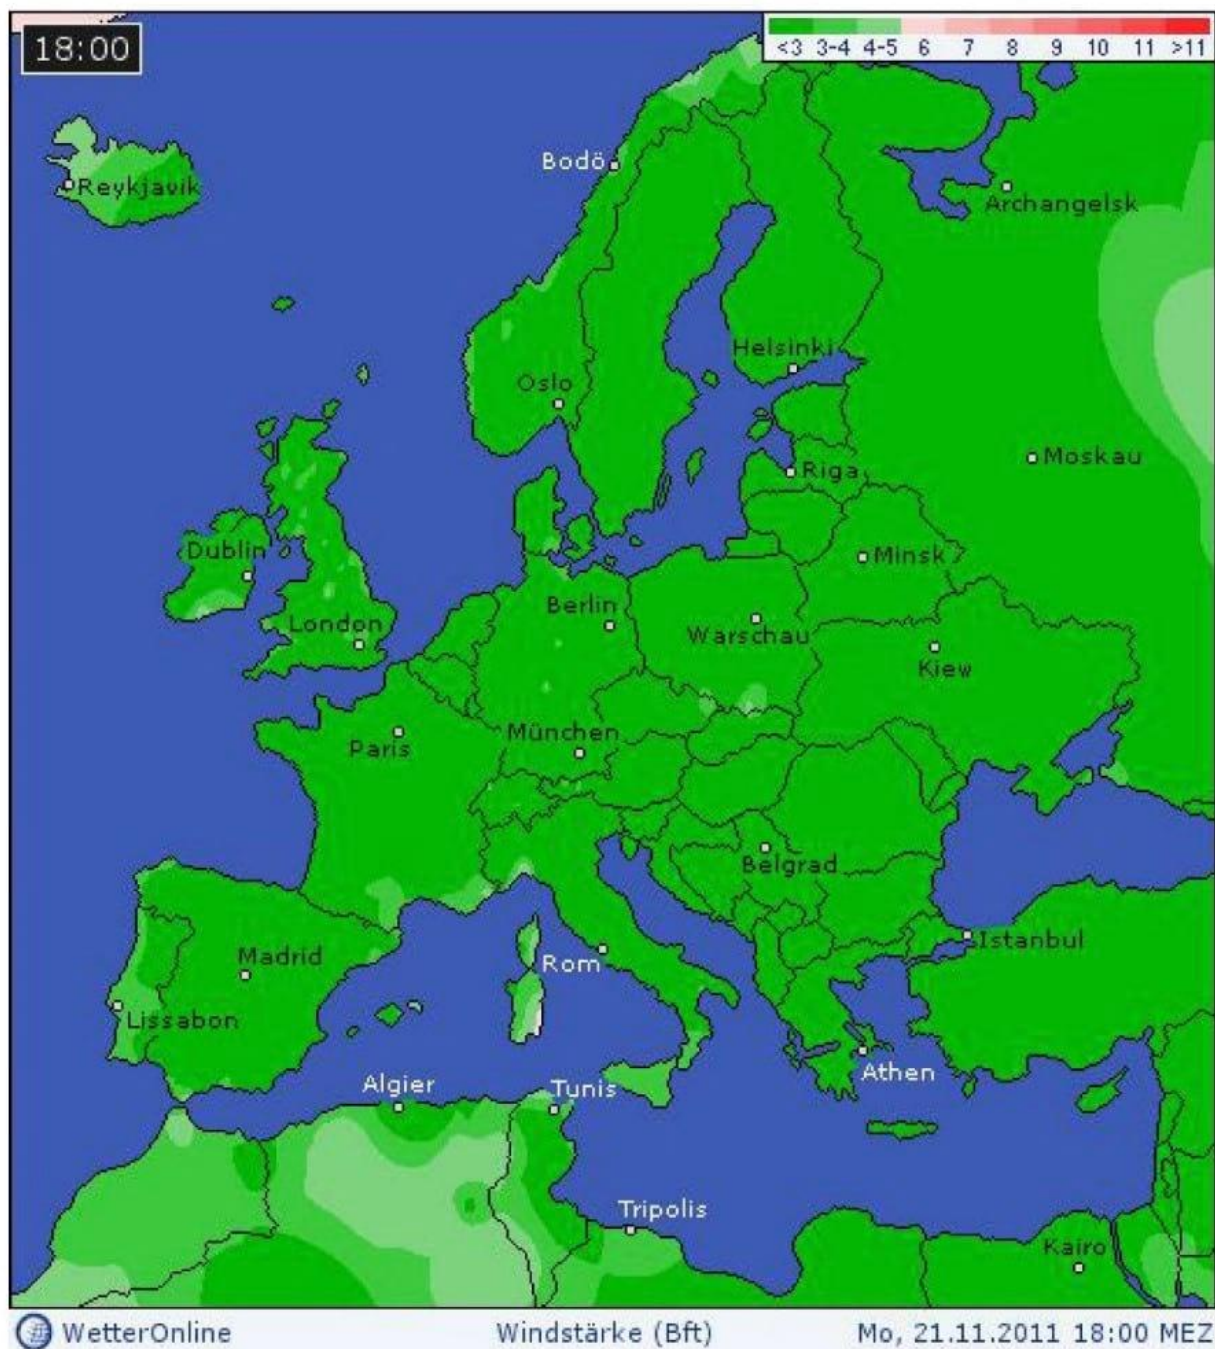 18:00
<3 3-4 4-5 6 7 8 9 10 11 >11
Bodö
Reykjavik
Archangelsk
Helsinki
Oslo
Moskau
Riga
Dublin
Minsk
Berlin
London
Warschau
Kiew
München
Paris
Belgrad
Istanbul
Madrid
Rom
Lissabon
Athen
Algier
Tunis
Tripolis
Kairo
WetterOnline Windstärke (Bft) Mo, 21.11.2011 18:00 MEZ